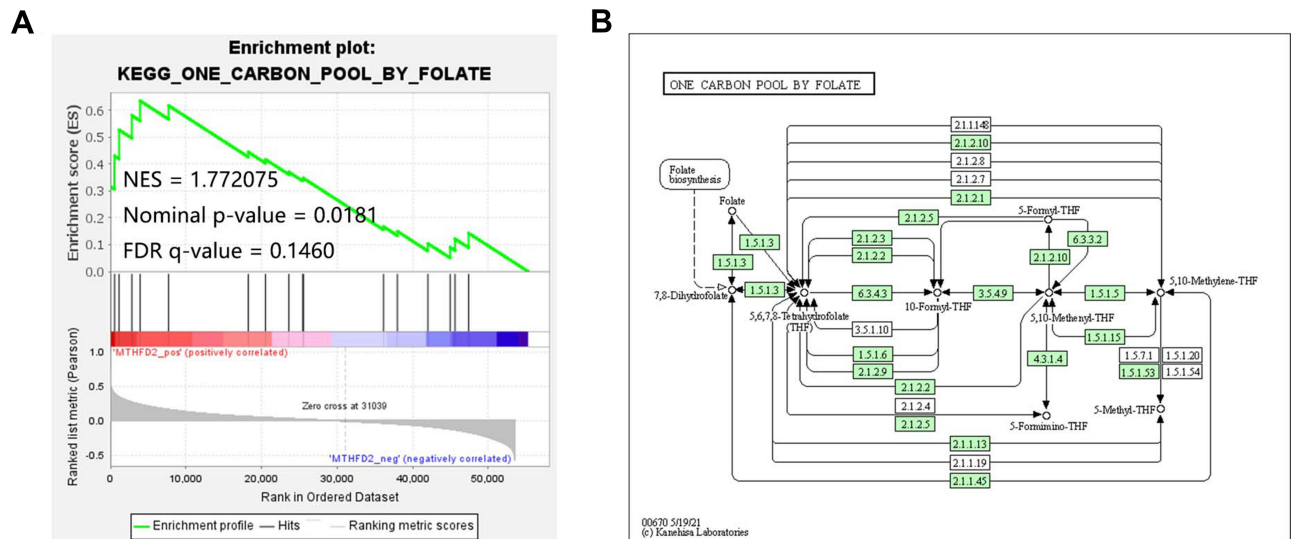 A
Enrichment plot:
KEGG_ONE_CARBON_POOL_BY_FOLATE
Enrichment score (ES)
0.6
0.5
0.4
0.3
0.2
0.1
0.0
NES = 1.772075
Nominal p-value = 0.0181
FDR q-value = 0.1460
Ranked list metric (Pearson)
1.0
0.5
0.0
-0.5
'MTHFD2_pos' (positively correlated)
Zero cross at 31039
'MTHFD2_neg' (negatively correlated)
0
10,000
20,000
30,000
40,000
50,000
Rank in Ordered Dataset
Enrichment profile
Hits
Ranking metric scores
B
ONE CARBON POOL BY FOLATE
2.1.1.148
2.1.2.10
2.1.2.8
2.1.2.7
2.1.2.1
Folate
biosynthesis
Folate
5-Formyl-THF
2.1.2.5
1.5.1.3
2.1.2.3
6.3.3.2
1.5.1.3
2.1.2.2
2.1.2.10
5,10-Methylene-THF
7,8-Dihydrofolate
1.5.1.3
6.3.4.3
3.5.4.9
1.5.1.5
5,6,7,8-Tetrahydrofolate
(THF)
10-Formyl-THF
5,10-Methenyl-THF
3.5.1.10
1.5.1.15
1.5.1.6
4.3.1.4
1.5.7.1
1.5.1.20
2.1.2.9
1.5.1.53
1.5.1.54
2.1.2.2
2.1.2.4
5-Methyl-THF
2.1.2.5
5-Formimino-THF
2.1.1.13
2.1.1.19
2.1.1.45
00670 5/19/21
(c) Kanehisa Laboratories